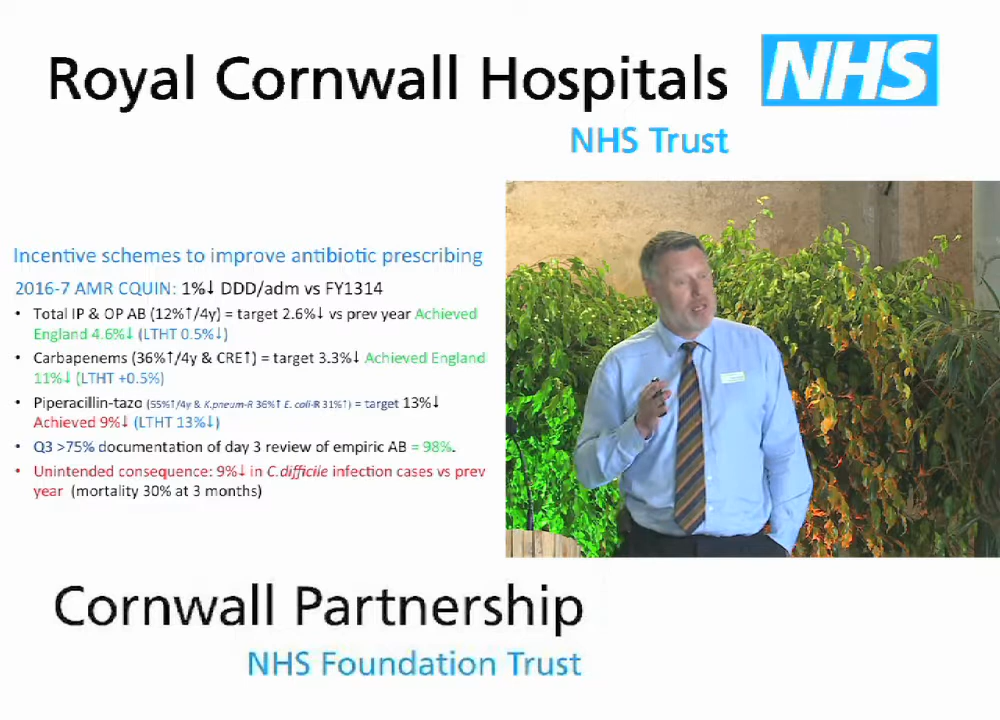 Royal Cornwall Hospitals NHS
NHS Trust
Incentive schemes to improve antibiotic prescribing
2016-7 AMR CQUIN: 1%↓ DDD/adm vs FY1314
• Total IP & OP AB (12%↑/4y) = target 2.6%↓ vs prev year Achieved
England 4.6%↓ (LTHT 0.5%↓)
• Carbapenems (36%↑/4y & CRE↑) = target 3.3%↓ Achieved England
11%↓ (LTHT +0.5%)
• Piperacillin-tazo (55%↑/4y & K.pneum-R 36%↑ E. coli-R 31%↑) = target 13%↓
Achieved 9%↓ (LTHT 13%↓)
• Q3 >75% documentation of day 3 review of empiric AB = 98%.
• Unintended consequence: 9%↓ in C.difficile infection cases vs prev
year (mortality 30% at 3 months)
Cornwall Partnership
NHS Foundation Trust